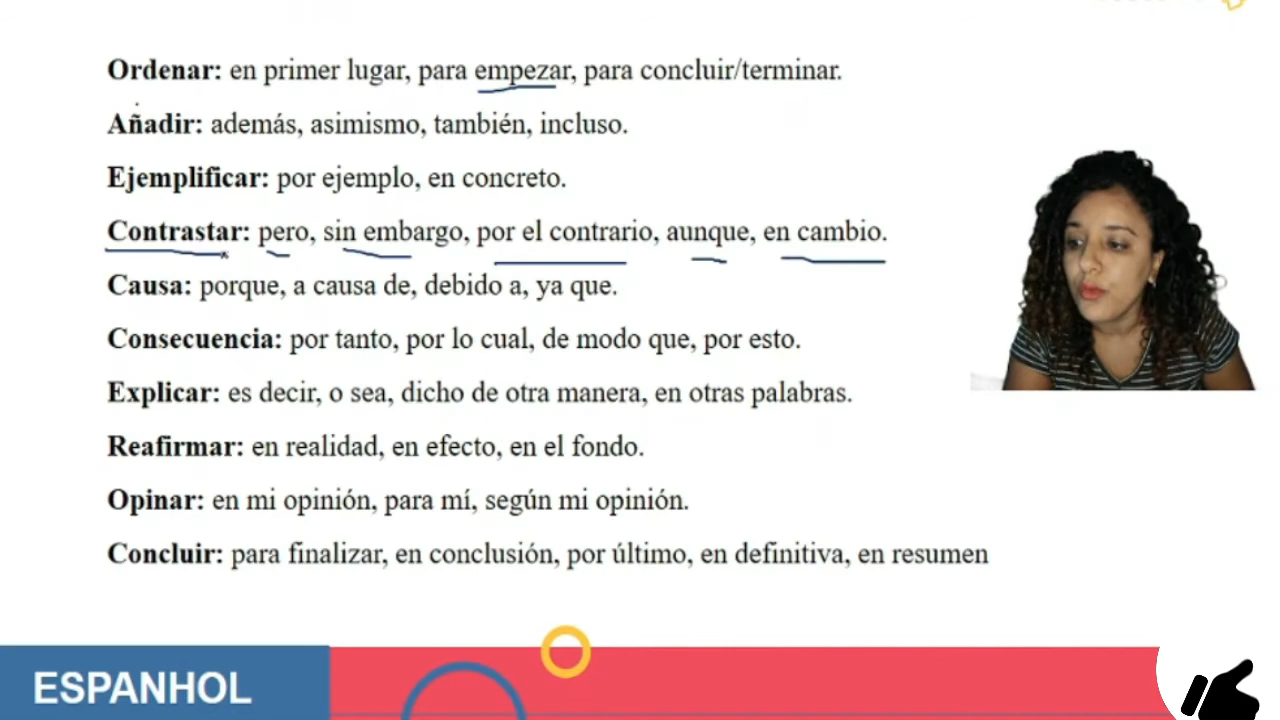 Ordenar: en primer lugar, para empezar, para concluir/terminar.
Añadir: además, asimismo, también, incluso.
Ejemplificar: por ejemplo, en concreto.
Contrastar: pero, sin embargo, por el contrario, aunque, en cambio.
Causa: porque, a causa de, debido a, ya que.
Consecuencia: por tanto, por lo cual, de modo que, por esto.
Explicar: es decir, o sea, dicho de otra manera, en otras palabras.
Reafirmar: en realidad, en efecto, en el fondo.
Opinar: en mi opinión, para mí, según mi opinión.
Concluir: para finalizar, en conclusión, por último, en definitiva, en resumen
ESPANHOL